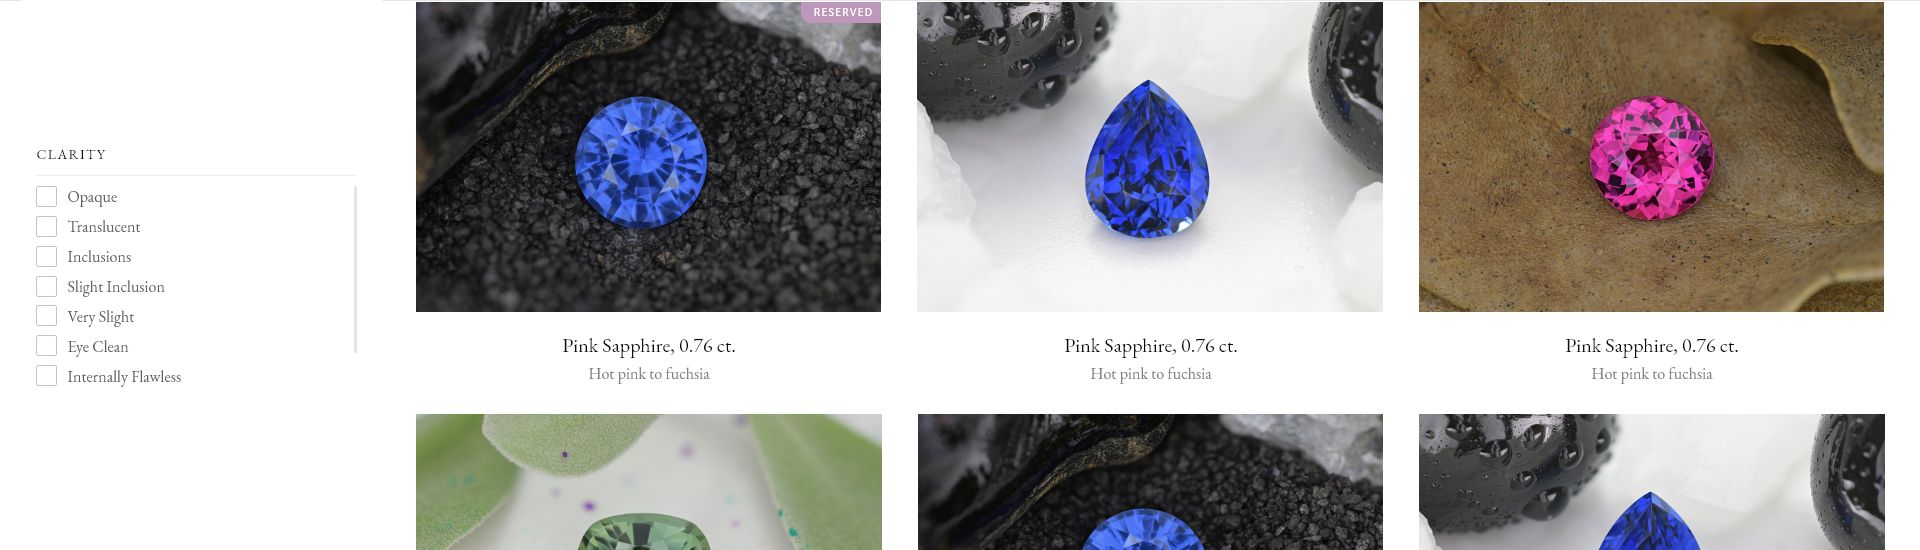 RESERVED
CLARITY
Opaque
Translucent
Inclusions
Slight Inclusion
Very Slight
Eye Clean
Internally Flawless
Pink Sapphire, 0.76 ct.
Hot pink to fuchsia
Pink Sapphire, 0.76 ct.
Hot pink to fuchsia
Pink Sapphire, 0.76 ct.
Hot pink to fuchsia